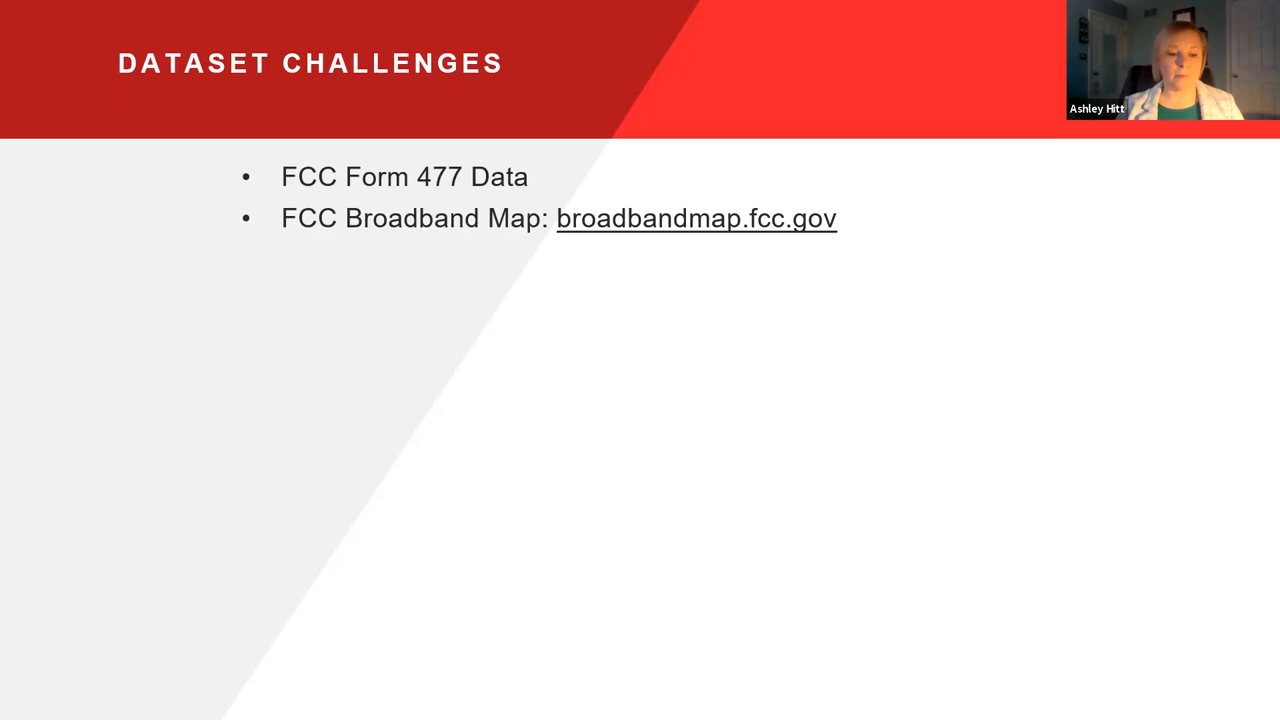 DATASET CHALLENGES
Ashley Hitt
• FCC Form 477 Data
• FCC Broadband Map: broadbandmap.fcc.gov